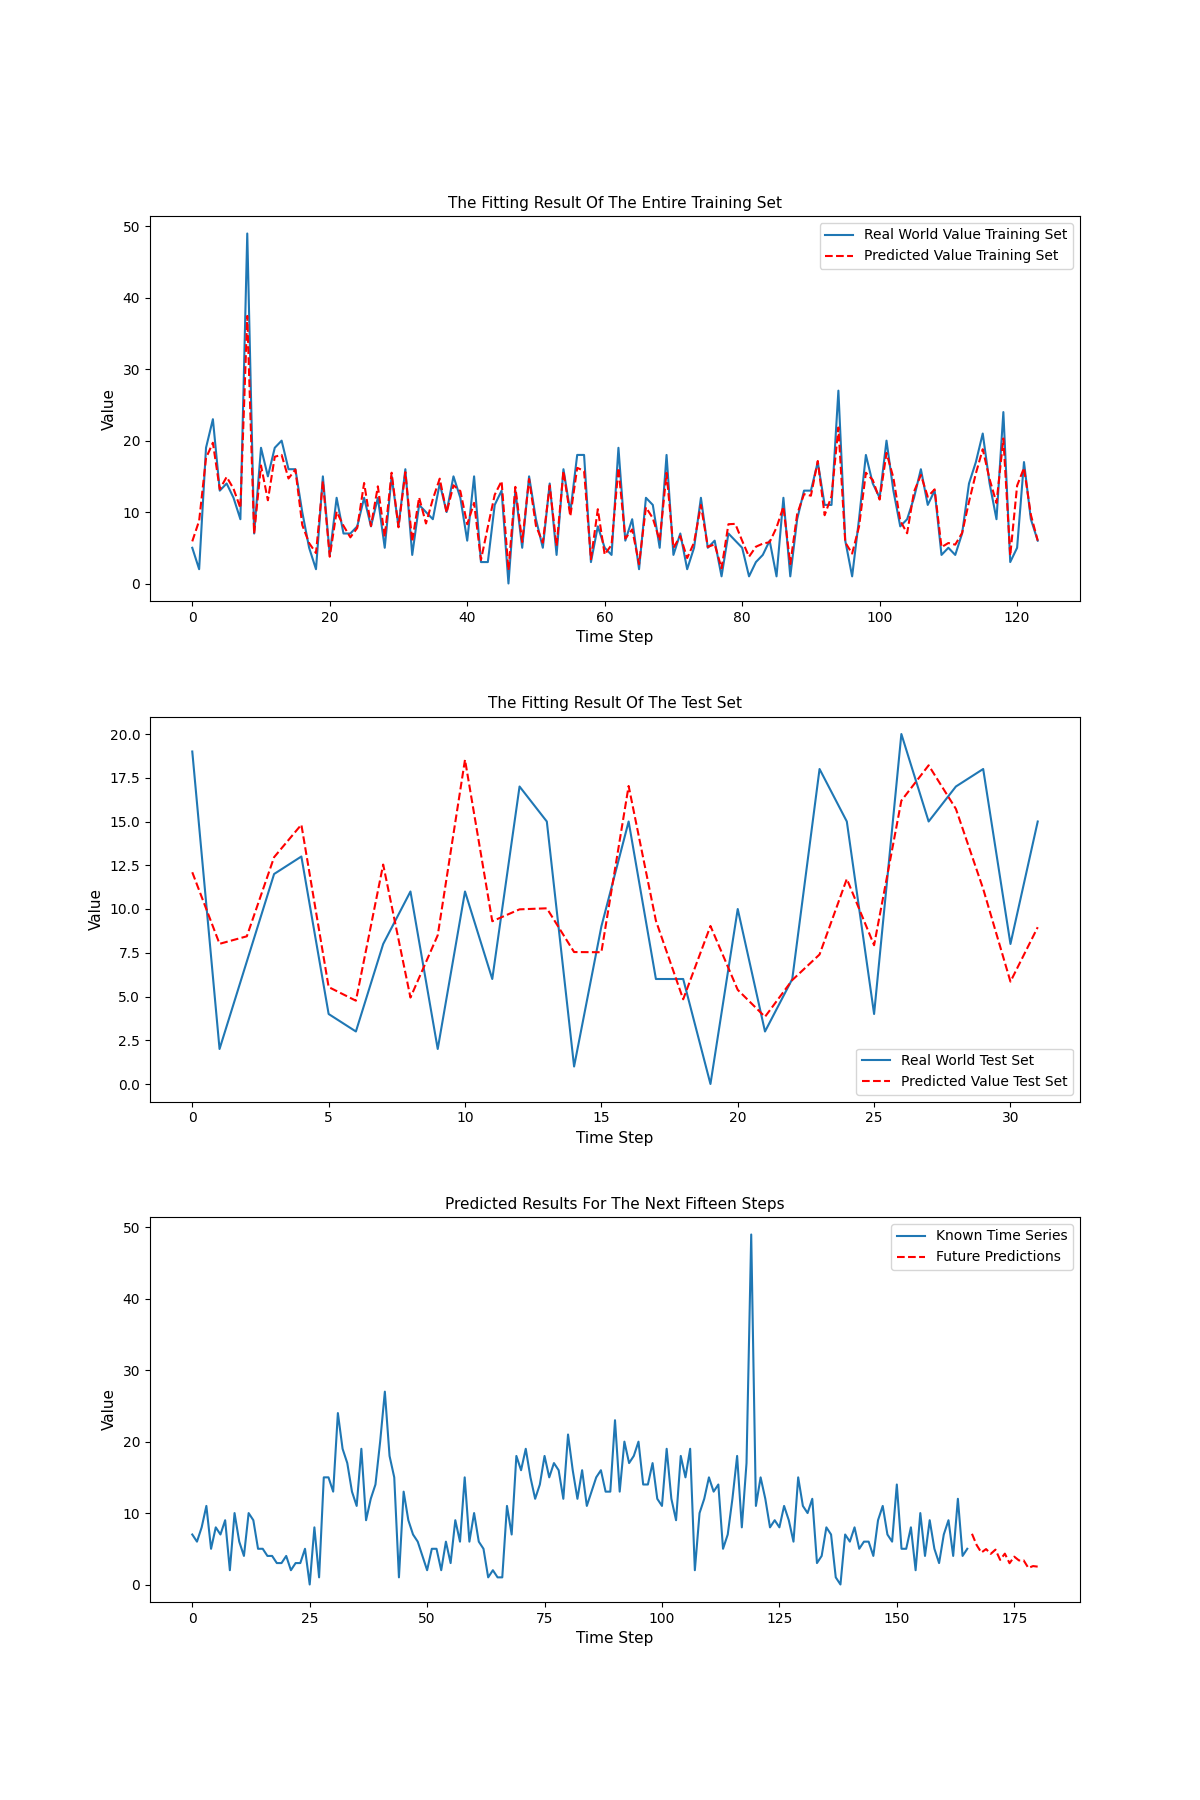 The Fitting Result Of The Entire Training Set
50
40
30
20
10
0
Value
Real World Value Training Set
Predicted Value Training Set
0 20 40 60 80 100 120
Time Step
The Fitting Result Of The Test Set
20.0
17.5
15.0
12.5
10.0
7.5
5.0
2.5
0.0
Value
Real World Test Set
Predicted Value Test Set
0 5 10 15 20 25 30
Time Step
Predicted Results For The Next Fifteen Steps
50
40
30
20
10
0
Value
Known Time Series
Future Predictions
0 25 50 75 100 125 150 175
Time Step